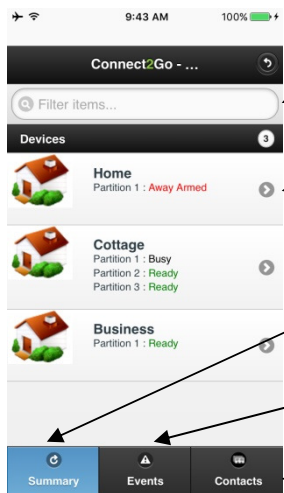 9:43 AM
100%
Connect2Go - ...
Filter items...
Devices
3
Home
Partition 1 : Away Armed
Cottage
Partition 1 : Busy
Partition 2 : Ready
Partition 3 : Ready
Business
Partition 1 : Ready
Summary
Events
Contacts